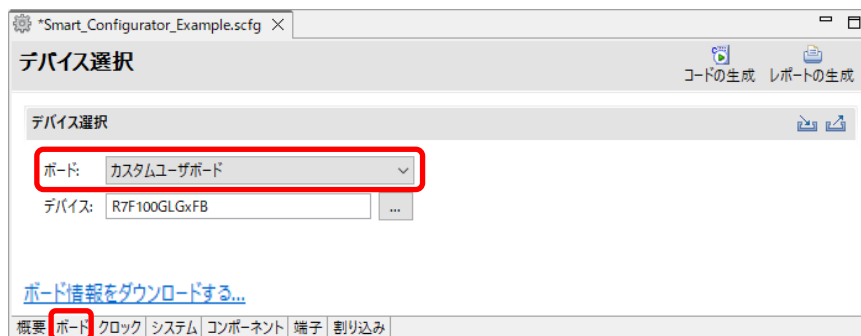 *Smart_Configurator_Example.scfg
デバイス選択
コードの生成 レポートの生成
デバイス選択
ボード: カスタムユーザボード
デバイス: R7F100GLGxFB ...
ボード情報をダウンロードする...
概要 ボード クロック システム コンポーネント 端子 割り込み